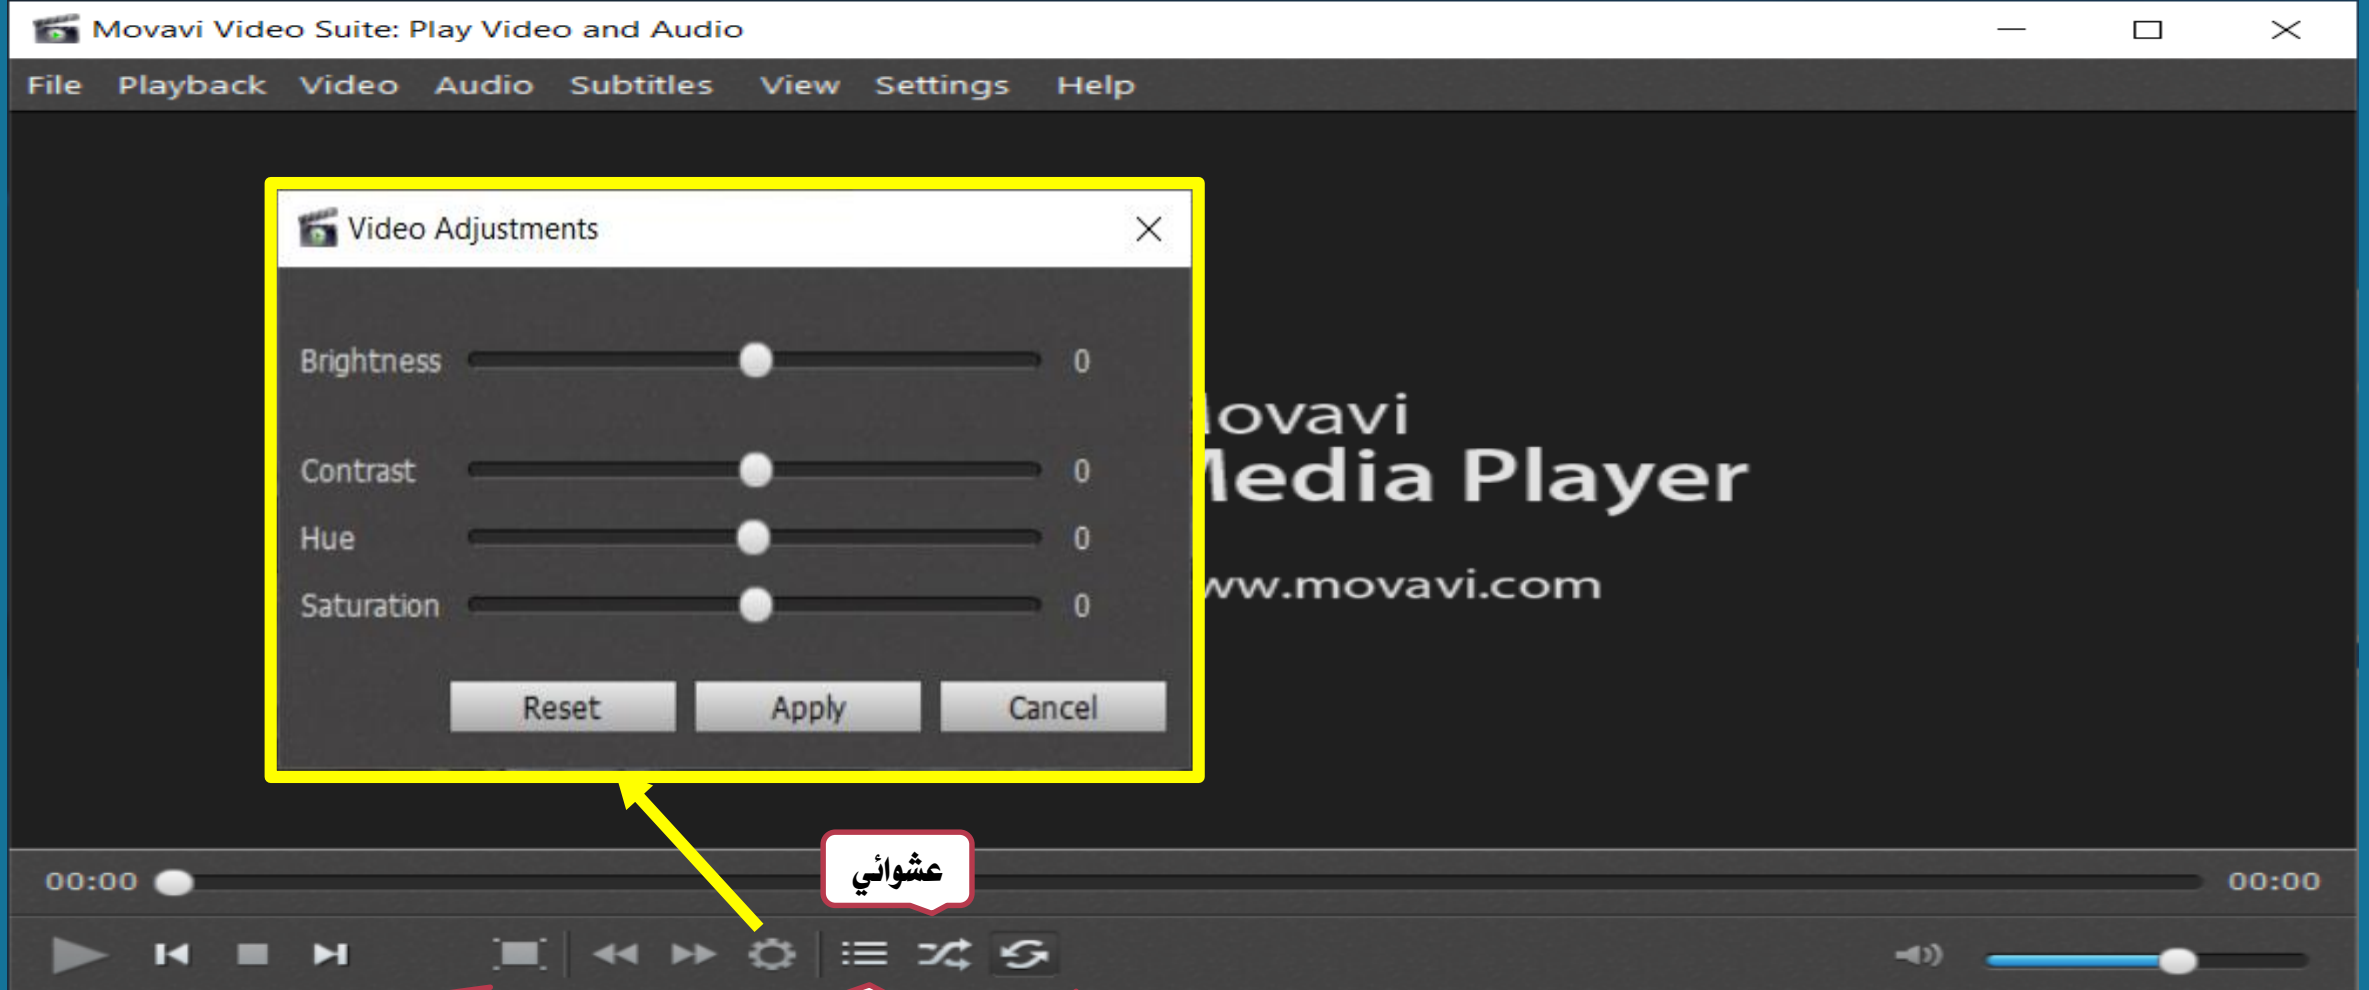 Movavi Video Suite: Play Video and Audio
File Playback Video Audio Subtitles View Settings Help
Video Adjustments
Brightness 0
Contrast 0
Hue 0
Saturation 0
Reset Apply Cancel
ovavi
Media Player
ww.movavi.com
عشوائي
00:00 00:00